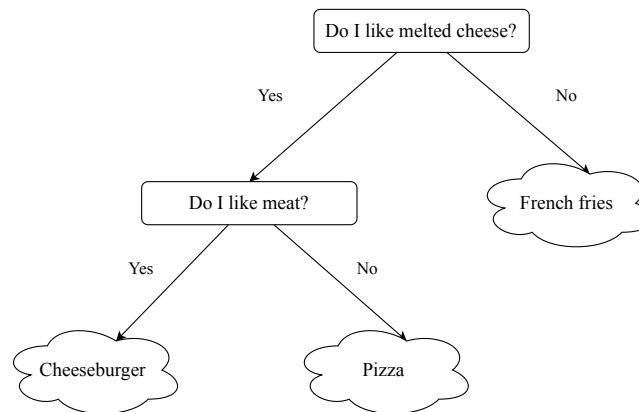 Do I like melted cheese?
Yes
No
Do I like meat?
French fries
Yes
No
Cheeseburger
Pizza